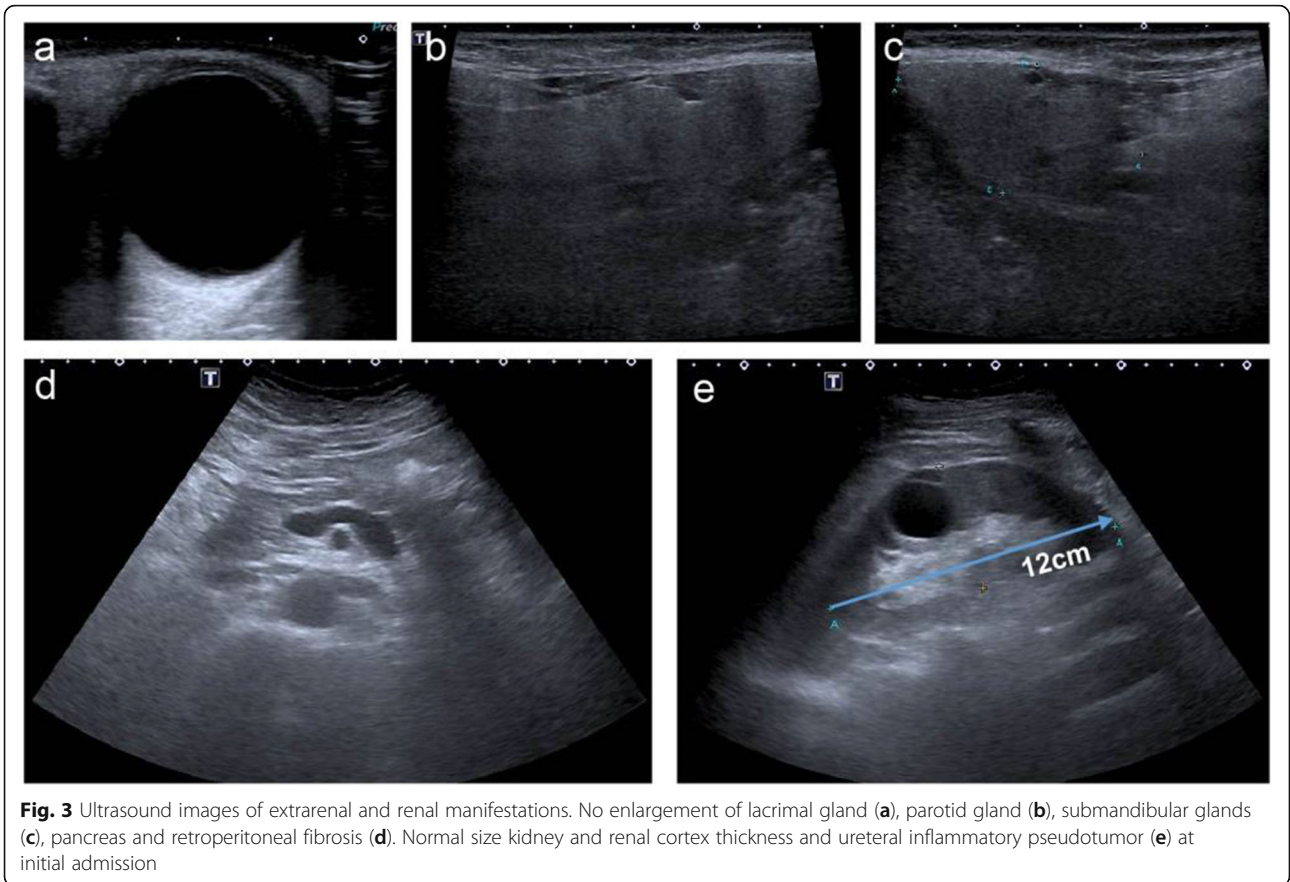 a
b
c
T
d
T
e
T
12cm
A
A
Fig. 3 Ultrasound images of extrarenal and renal manifestations. No enlargement of lacrimal gland (a), parotid gland (b), submandibular glands
(c), pancreas and retroperitoneal fibrosis (d). Normal size kidney and renal cortex thickness and ureteral inflammatory pseudotumor (e) at
initial admission